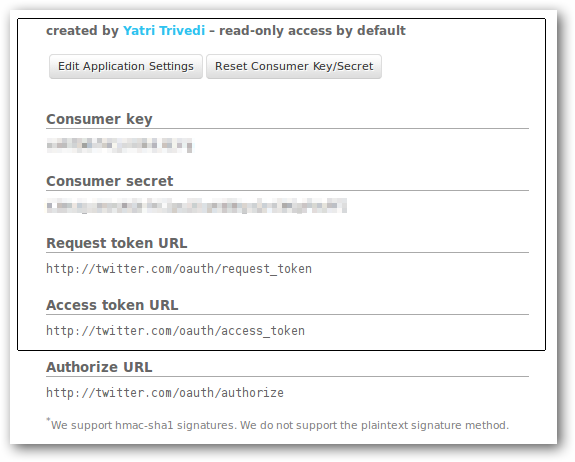 created by Yatri Trivedi – read-only access by default
Edit Application Settings Reset Consumer Key/Secret
Consumer key
Consumer secret
Request token URL
http://twitter.com/oauth/request_token
Access token URL
http://twitter.com/oauth/access_token
Authorize URL
http://twitter.com/oauth/authorize
*We support hmac-sha1 signatures. We do not support the plaintext signature method.